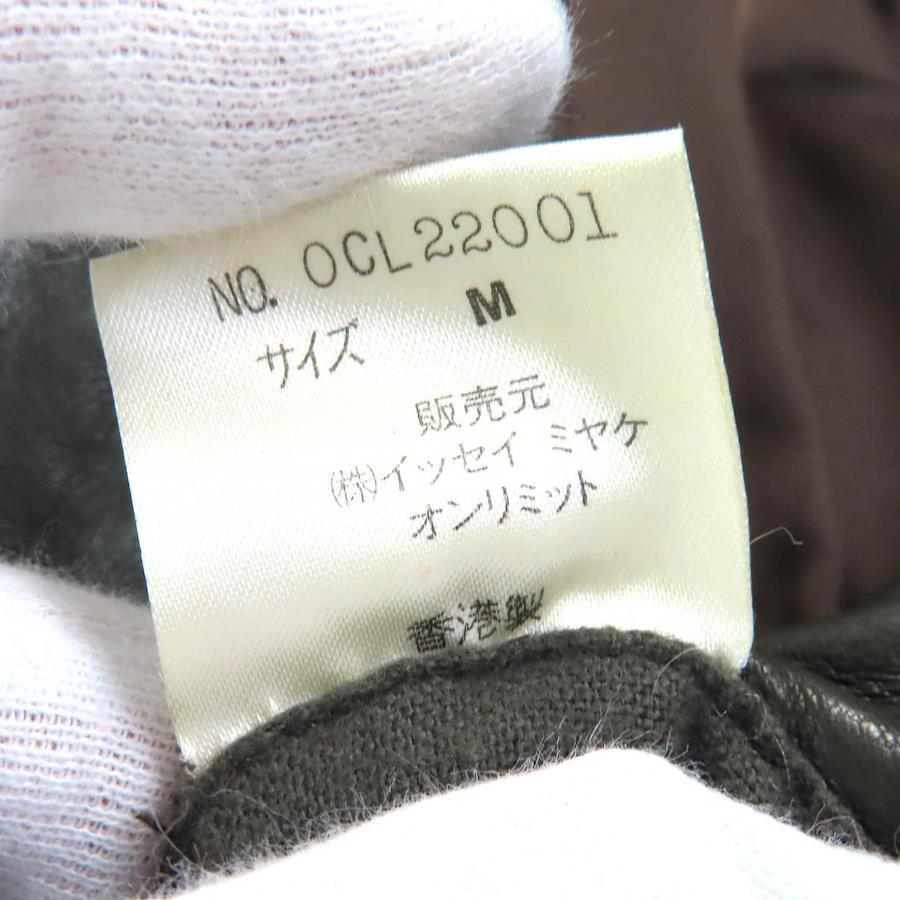 NO. OCL22001
サイズ M
販売元
(株)イッセイ ミヤケ
オンリミット
香港製